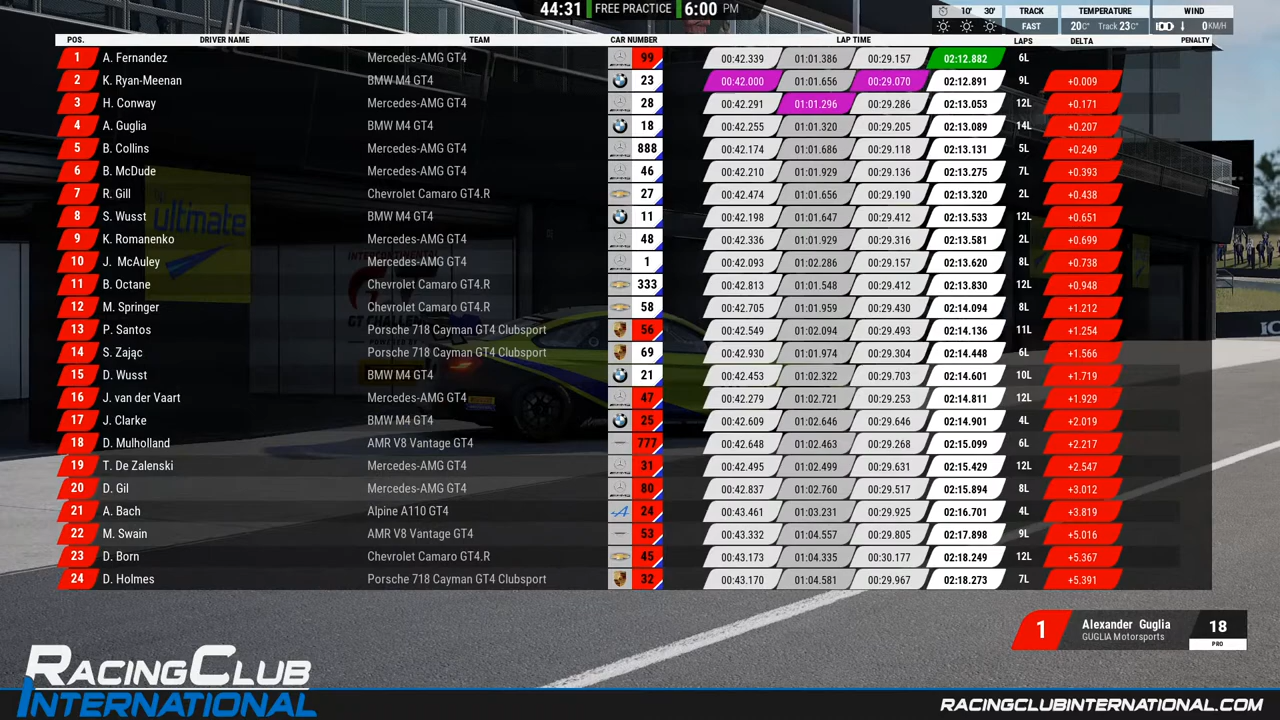 44:31 FREE PRACTICE 6:00 PM
10' 30' TRACK TEMPERATURE WIND
FAST 20C° Track 23C° 0KM/H
POS. DRIVER NAME TEAM CAR NUMBER LAP TIME LAPS DELTA PENALTY
1 A. Fernandez Mercedes-AMG GT4 99 00:42.339 01:01.386 00:29.157 02:12.882 6L
2 K. Ryan-Meenan BMW M4 GT4 23 00:42.000 01:01.656 00:29.070 02:12.891 9L +0.009
3 H. Conway Mercedes-AMG GT4 28 00:42.291 01:01.296 00:29.286 02:13.053 12L +0.171
4 A. Guglia BMW M4 GT4 18 00:42.255 01:01.320 00:29.205 02:13.089 14L +0.207
5 B. Collins Mercedes-AMG GT4 888 00:42.174 01:01.686 00:29.118 02:13.131 5L +0.249
6 B. McDude Mercedes-AMG GT4 46 00:42.210 01:01.929 00:29.136 02:13.275 7L +0.393
7 R. Gill Chevrolet Camaro GT4.R 27 00:42.474 01:01.656 00:29.190 02:13.320 2L +0.438
8 S. Wusst BMW M4 GT4 11 00:42.198 01:01.647 00:29.412 02:13.533 12L +0.651
9 K. Romanenko Mercedes-AMG GT4 48 00:42.336 01:01.929 00:29.316 02:13.581 2L +0.699
10 J. McAuley Mercedes-AMG GT4 1 00:42.093 01:02.286 00:29.157 02:13.620 8L +0.738
11 B. Octane Chevrolet Camaro GT4.R 333 00:42.813 01:01.548 00:29.412 02:13.830 12L +0.948
12 M. Springer Chevrolet Camaro GT4.R 58 00:42.705 01:01.959 00:29.430 02:14.094 8L +1.212
13 P. Santos Porsche 718 Cayman GT4 Clubsport 56 00:42.549 01:02.094 00:29.493 02:14.136 11L +1.254
14 S. Zając Porsche 718 Cayman GT4 Clubsport 69 00:42.930 01:01.974 00:29.304 02:14.448 6L +1.566
15 D. Wusst BMW M4 GT4 21 00:42.453 01:02.322 00:29.703 02:14.601 10L +1.719
16 J. van der Vaart Mercedes-AMG GT4 47 00:42.279 01:02.721 00:29.253 02:14.811 12L +1.929
17 J. Clarke BMW M4 GT4 25 00:42.609 01:02.646 00:29.646 02:14.901 4L +2.019
18 D. Mulholland AMR V8 Vantage GT4 777 00:42.648 01:02.463 00:29.268 02:15.099 6L +2.217
19 T. De Zalenski Mercedes-AMG GT4 31 00:42.495 01:02.499 00:29.631 02:15.429 12L +2.547
20 D. Gil Mercedes-AMG GT4 80 00:42.837 01:02.760 00:29.517 02:15.894 8L +3.012
21 A. Bach Alpine A110 GT4 24 00:43.461 01:03.231 00:29.925 02:16.701 4L +3.819
22 M. Swain AMR V8 Vantage GT4 53 00:43.332 01:04.557 00:29.805 02:17.898 9L +5.016
23 D. Born Chevrolet Camaro GT4.R 45 00:43.173 01:04.335 00:30.177 02:18.249 12L +5.367
24 D. Holmes Porsche 718 Cayman GT4 Clubsport 32 00:43.170 01:04.581 00:29.967 02:18.273 7L +5.391
ultimate
1 Alexander Guglia 18
GUGLIA Motorsports PRO
RACINGCLUB
INTERNATIONAL
RACINGCLUBINTERNATIONAL.COM